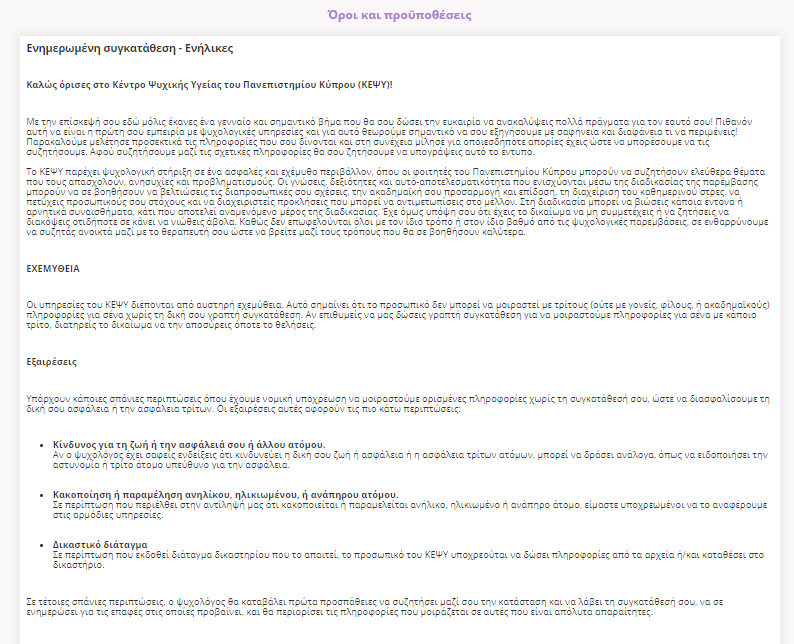 Όροι και προϋποθέσεις
Ενημερωμένη συγκατάθεση - Ενήλικες
Καλώς όρισες στο Κέντρο Ψυχικής Υγείας του Πανεπιστημίου Κύπρου (ΚΕΨΥ)!
Με την επίσκεψή σου εδώ μόλις έκανες ένα γενναίο και σημαντικό βήμα που θα σου δώσει την ευκαιρία να ανακαλύψεις πολλά πράγματα για τον εαυτό σου! Πιθανόν
αυτή να είναι η πρώτη σου εμπειρία με ψυχολογικές υπηρεσίες και για αυτό θεωρούμε σημαντικό να σου εξηγήσουμε με σαφήνεια και διαφάνεια τι να περιμένεις!
Παρακαλούμε μελέτησε προσεκτικά τις πληροφορίες που σου δίνονται και στη συνέχεια μίλησέ για οποιεσδήποτε απορίες έχεις ώστε να μπορέσουμε να τις
συζητήσουμε. Αφού συζητήσουμε μαζί τις σχετικές πληροφορίες θα σου ζητήσουμε να υπογράψεις αυτό το έντυπο.
Το ΚΕΨΥ παρέχει ψυχολογική στήριξη σε ένα ασφαλές και εχέμυθο περιβάλλον, όπου οι φοιτητές του Πανεπιστημίου Κύπρου μπορούν να συζητήσουν ελεύθερα θέματα
που τους απασχολούν, ανησυχίες και προβληματισμούς. Οι γνώσεις, δεξιότητες και αυτό-αποτελεσματικότητα που ενισχύονται μέσω της διαδικασίας της παρέμβασης
μπορούν να σε βοηθήσουν να βελτιώσεις τις διαπροσωπικές σου σχέσεις, την ακαδημαϊκή σου προσαρμογή και επίδοση, τη διαχείριση του καθημερινού στρες, να
πετύχεις προσωπικούς σου στόχους και να διαχειριστείς προκλήσεις που μπορεί να αντιμετωπίσεις στο μέλλον. Στη διαδικασία μπορεί να βιώσεις κάποια έντονα ή
αρνητικά συναισθήματα, κάτι που αποτελεί αναμενόμενο μέρος της διαδικασίας. Έχε όμως υπόψη σου ότι έχεις το δικαίωμα να μη συμμετέχεις ή να ζητήσεις να
διακόψεις οτιδήποτε σε κάνει να νιώθεις άβολα. Καθώς δεν επωφελούνται όλοι με τον ίδιο τρόπο ή στον ίδιο βαθμό από τις ψυχολογικές παρεμβάσεις, σε ενθαρρύνουμε
να συζητάς ανοικτά μαζί με το θεραπευτή σου ώστε να βρείτε μαζί τους τρόπους που θα σε βοηθήσουν καλύτερα.
ΕΧΕΜΥΘΕΙΑ
Οι υπηρεσίες του ΚΕΨΥ διέπονται από αυστηρή εχεμύθεια. Αυτό σημαίνει ότι το προσωπικό δεν μπορεί να μοιραστεί με τρίτους (ούτε με γονείς, φίλους, ή ακαδημαϊκούς)
πληροφορίες για σένα χωρίς τη δική σου γραπτή συγκατάθεση. Αν επιθυμείς να μας δώσεις γραπτή συγκατάθεση για να μοιραστούμε πληροφορίες για σένα με κάποιο
τρίτο, διατηρείς το δικαίωμα να την αποσύρεις όποτε το θελήσεις.
Εξαιρέσεις
Υπάρχουν κάποιες σπάνιες περιπτώσεις όπου έχουμε νομική υποχρέωση να μοιραστούμε ορισμένες πληροφορίες χωρίς τη συγκατάθεσή σου, ώστε να διασφαλίσουμε τη
δική σου ασφάλεια ή την ασφάλεια τρίτων. Οι εξαιρέσεις αυτές αφορούν τις πιο κάτω περιπτώσεις:
• Κίνδυνος για τη ζωή ή την ασφάλειά σου ή άλλου ατόμου.
Αν ο ψυχολόγος έχει σαφείς ενδείξεις ότι κινδυνεύει η δική σου ζωή ή ασφάλεια ή η ασφάλεια τρίτων ατόμων, μπορεί να δράσει ανάλογα, όπως να ειδοποιήσει την
αστυνομία ή τρίτο άτομο υπεύθυνο για την ασφάλεια.
• Κακοποίηση ή παραμέληση ανηλίκου, ηλικιωμένου, ή ανάπηρου ατόμου.
Σε περίπτωση που περιέλθει στην αντίληψή μας ότι κακοποιείται ή παραμελείται ανήλικο, ηλικιωμένο ή ανάπηρο άτομο, είμαστε υποχρεωμένοι να το αναφέρουμε
στις αρμόδιες υπηρεσίες.
• Δικαστικό διάταγμα
Σε περίπτωση που εκδοθεί διάταγμα δικαστηρίου που το απαιτεί, το προσωπικό του ΚΕΨΥ υποχρεούται να δώσει πληροφορίες από τα αρχεία ή/και καταθέσει στο
δικαστήριο.
Σε τέτοιες σπάνιες περιπτώσεις, ο ψυχολόγος θα καταβάλει πρώτα προσπάθειες να συζητήσει μαζί σου την κατάσταση και να λάβει τη συγκατάθεσή σου, να σε
ενημερώσει για τις επαφές στις οποίες προβαίνει, και θα περιορίσει τις πληροφορίες που μοιράζεται σε αυτές που είναι απόλυτα απαραίτητες.